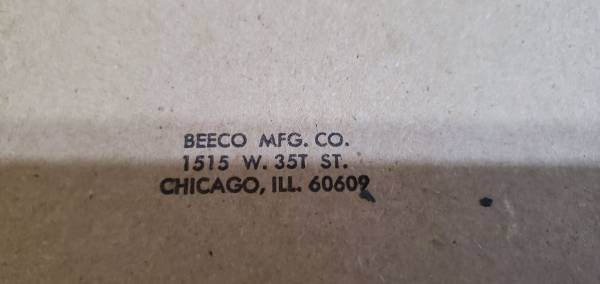 BEECO MFG. CO.
1515 W. 35T ST.
CHICAGO, ILL. 60609